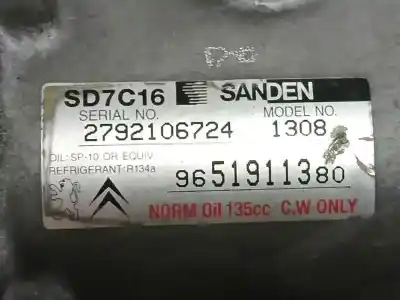 SD7C16 SANDEN
SERIAL NO. MODEL NO.
2792106724 1308
OIL: SP-10 OR EQUIV
REFRIGERANT: R134a
9651911380
NORM Oil 135cc C.W ONLY